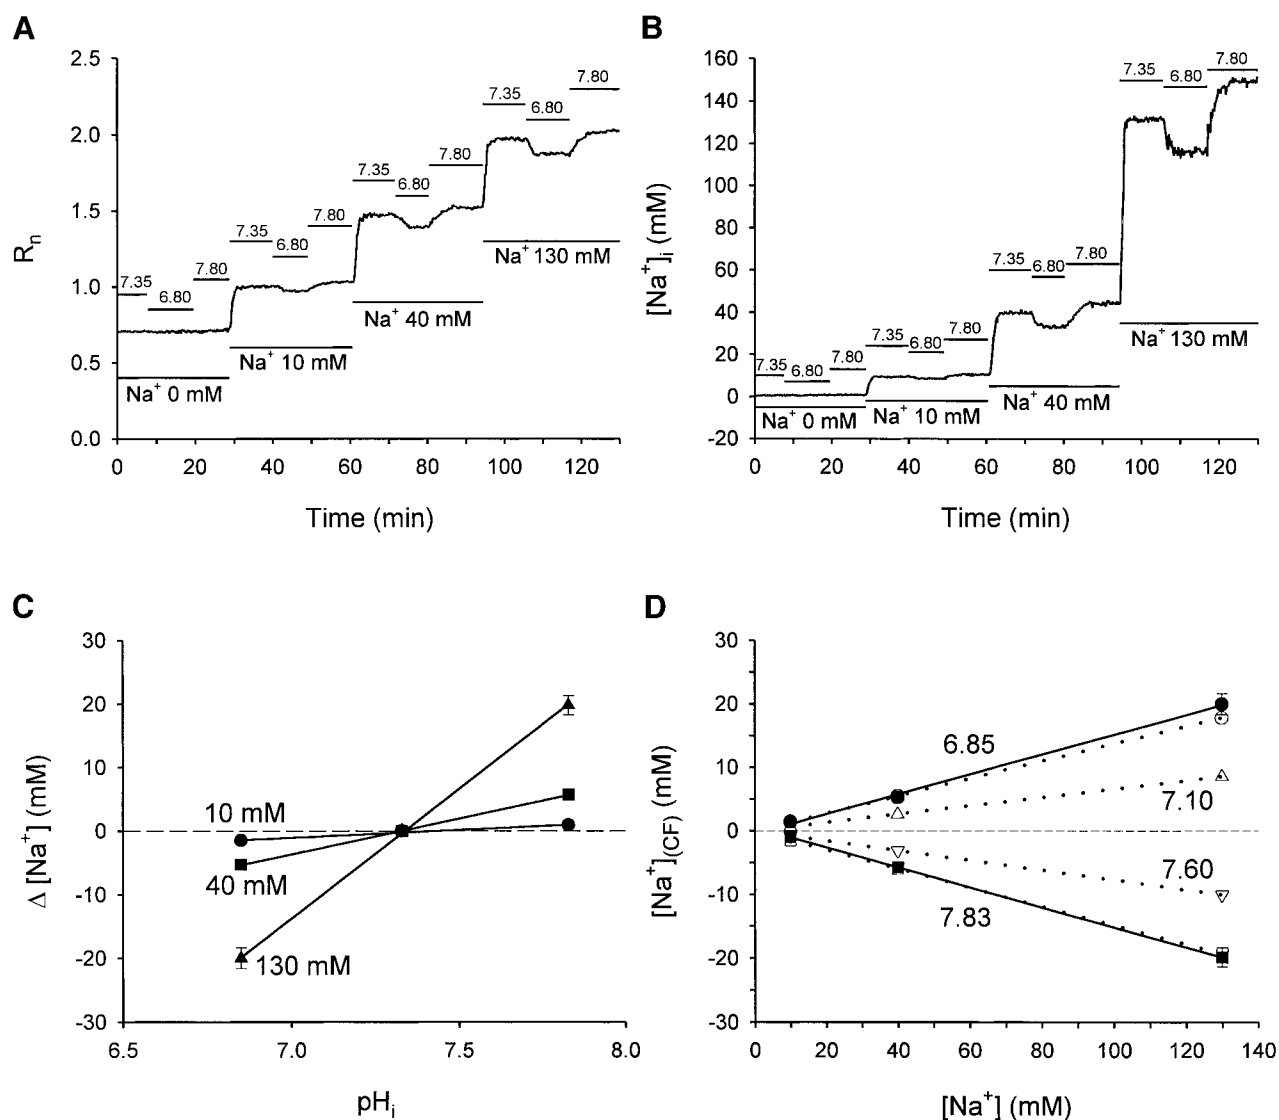 A
2.5
2.0
1.5
1.0
0.5
0.0
Rn
7.35
6.80
7.80
7.35
6.80
7.80
7.35
6.80
7.80
7.35
6.80
7.80
Na+ 0 mM
Na+ 10 mM
Na+ 40 mM
Na+ 130 mM
0 20 40 60 80 100 120
Time (min)
B
160
140
120
100
80
60
40
20
0
-20
[Na+]i (mM)
7.35
6.80
7.80
7.35
6.80
7.80
7.35
6.80
7.80
7.35
6.80
7.80
Na+ 0 mM
Na+ 10 mM
Na+ 40 mM
Na+ 130 mM
0 20 40 60 80 100 120
Time (min)
C
30
20
10
0
-10
-20
-30
Δ [Na+] (mM)
10 mM
40 mM
130 mM
6.5 7.0 7.5 8.0
pHi
D
30
20
10
0
-10
-20
-30
[Na+](CF) (mM)
6.85
7.10
7.60
7.83
0 20 40 60 80 100 120 140
[Na+] (mM)